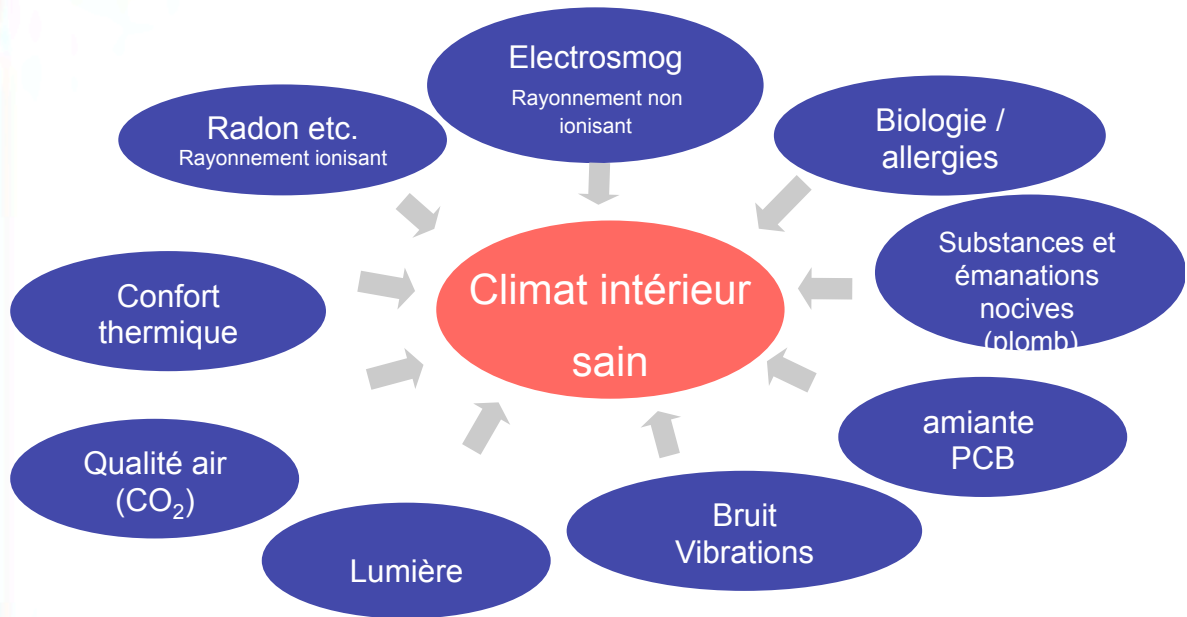 Electrosmog
Rayonnement non
ionisant
Radon etc.
Rayonnement ionisant
Biologie /
allergies
Substances et
émanations
nocives
(plomb)
Climat intérieur
sain
Confort
thermique
amiante
PCB
Qualité air
(CO₂)
Bruit
Vibrations
Lumière